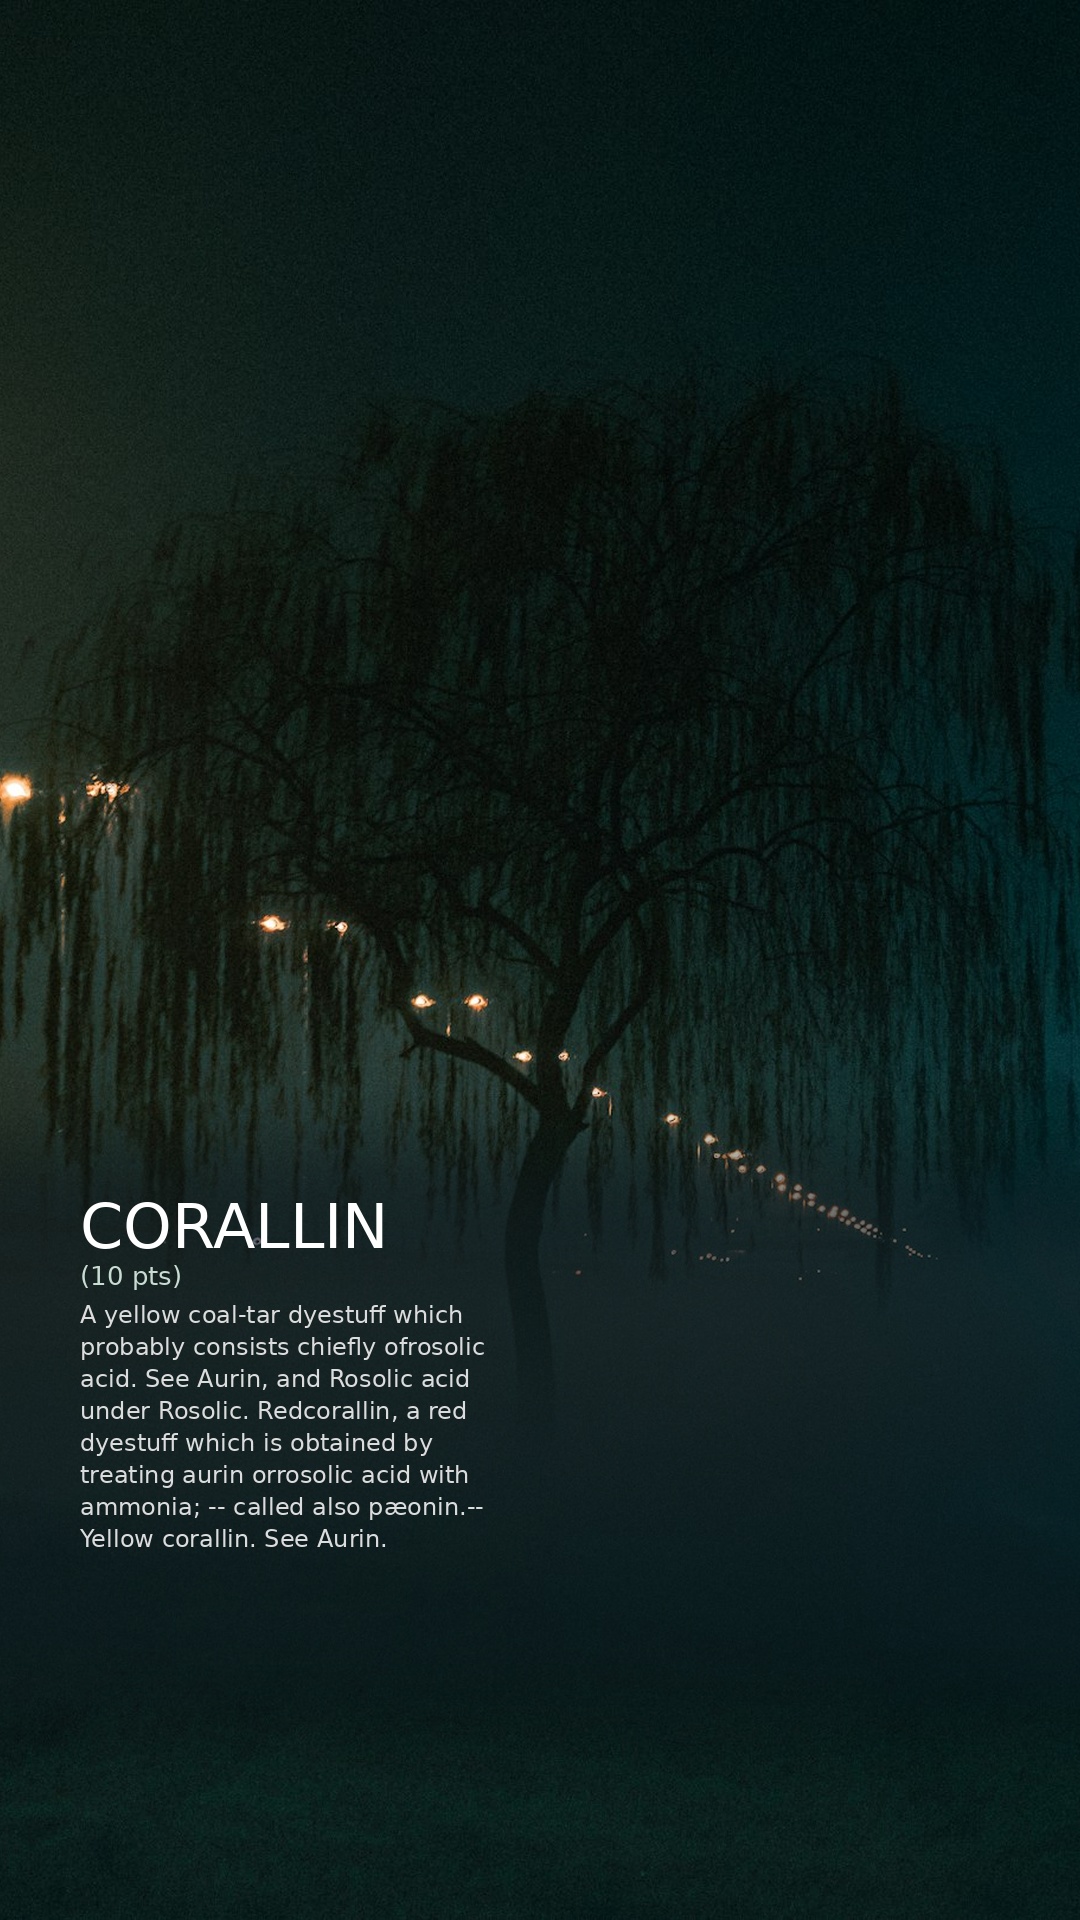 CORALLIN
(10 pts)
A yellow coal-tar dyestuff which
probably consists chiefly ofrosolic
acid. See Aurin, and Rosolic acid
under Rosolic. Redcorallin, a red
dyestuff which is obtained by
treating aurin orrosolic acid with
ammonia; -- called also pæonin.--
Yellow corallin. See Aurin.